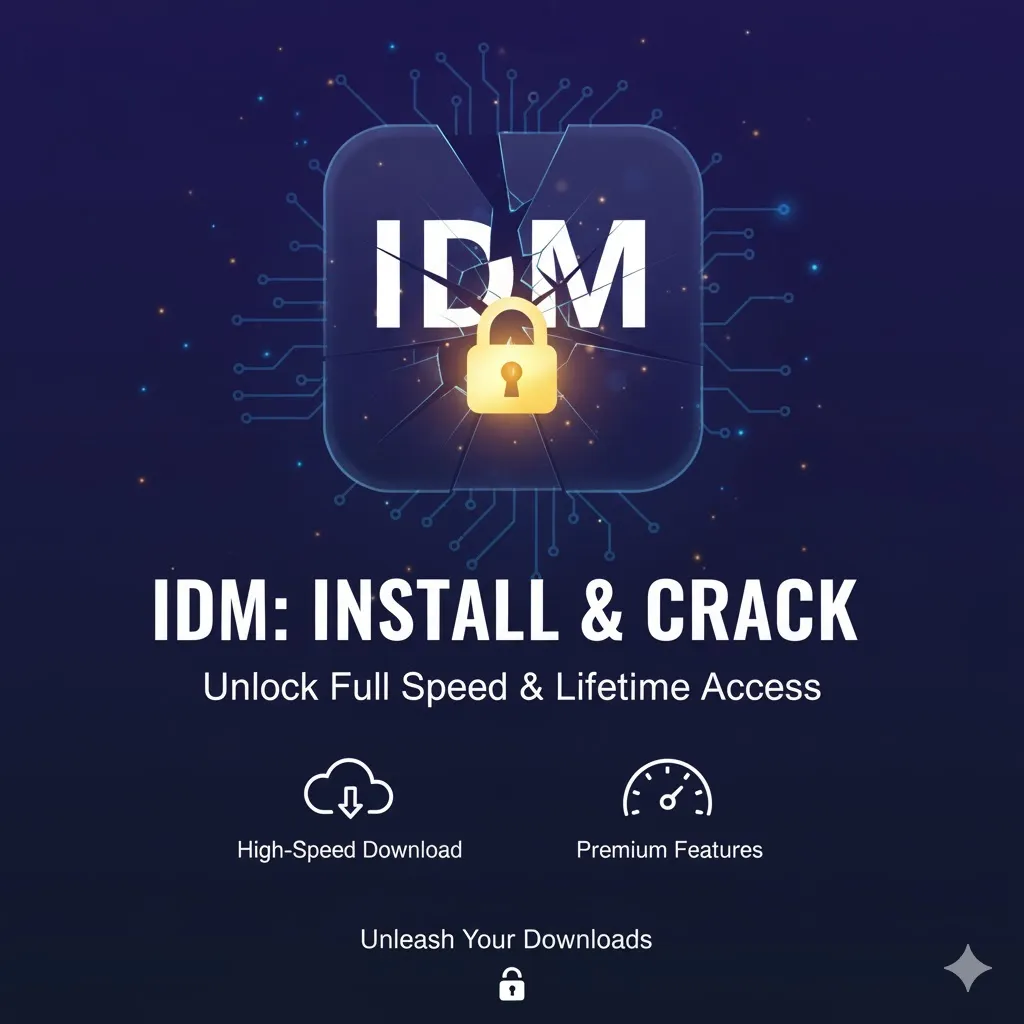 IDM
IDM: INSTALL & CRACK
Unlock Full Speed & Lifetime Access
High-Speed Download
Premium Features
Unleash Your Downloads